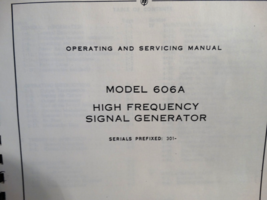 OPERATING AND SERVICING MANUAL
MODEL 606A
HIGH FREQUENCY
SIGNAL GENERATOR
SERIALS PREFIXED: 301-